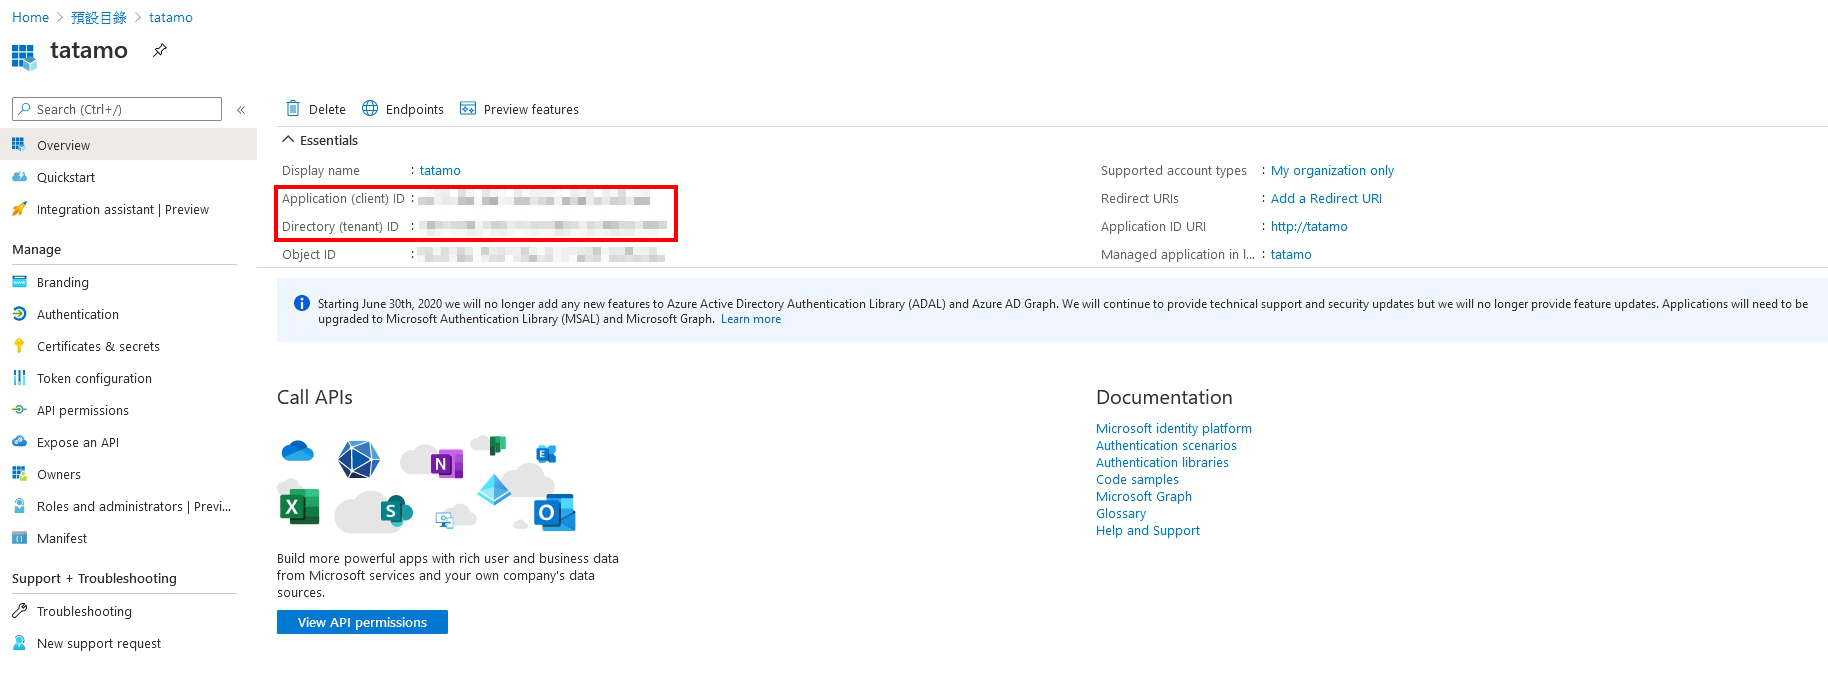 Home > 預設目錄 > tatamo
tatamo
Search (Ctrl+/)
«
Overview
Quickstart
Integration assistant | Preview
Manage
Branding
Authentication
Certificates & secrets
Token configuration
API permissions
Expose an API
Owners
Roles and administrators | Previ...
Manifest
Support + Troubleshooting
Troubleshooting
New support request
Delete
Endpoints
Preview features
Essentials
Display name : tatamo
Application (client) ID :
Directory (tenant) ID :
Object ID :
Supported account types : My organization only
Redirect URIs : Add a Redirect URI
Application ID URI : http://tatamo
Managed application in l... : tatamo
Starting June 30th, 2020 we will no longer add any new features to Azure Active Directory Authentication Library (ADAL) and Azure AD Graph. We will continue to provide technical support and security updates but we will no longer provide feature updates. Applications will need to be
upgraded to Microsoft Authentication Library (MSAL) and Microsoft Graph. Learn more
Call APIs
N
E
X
S
O
Build more powerful apps with rich user and business data
from Microsoft services and your own company's data
sources.
View API permissions
Documentation
Microsoft identity platform
Authentication scenarios
Authentication libraries
Code samples
Microsoft Graph
Glossary
Help and Support